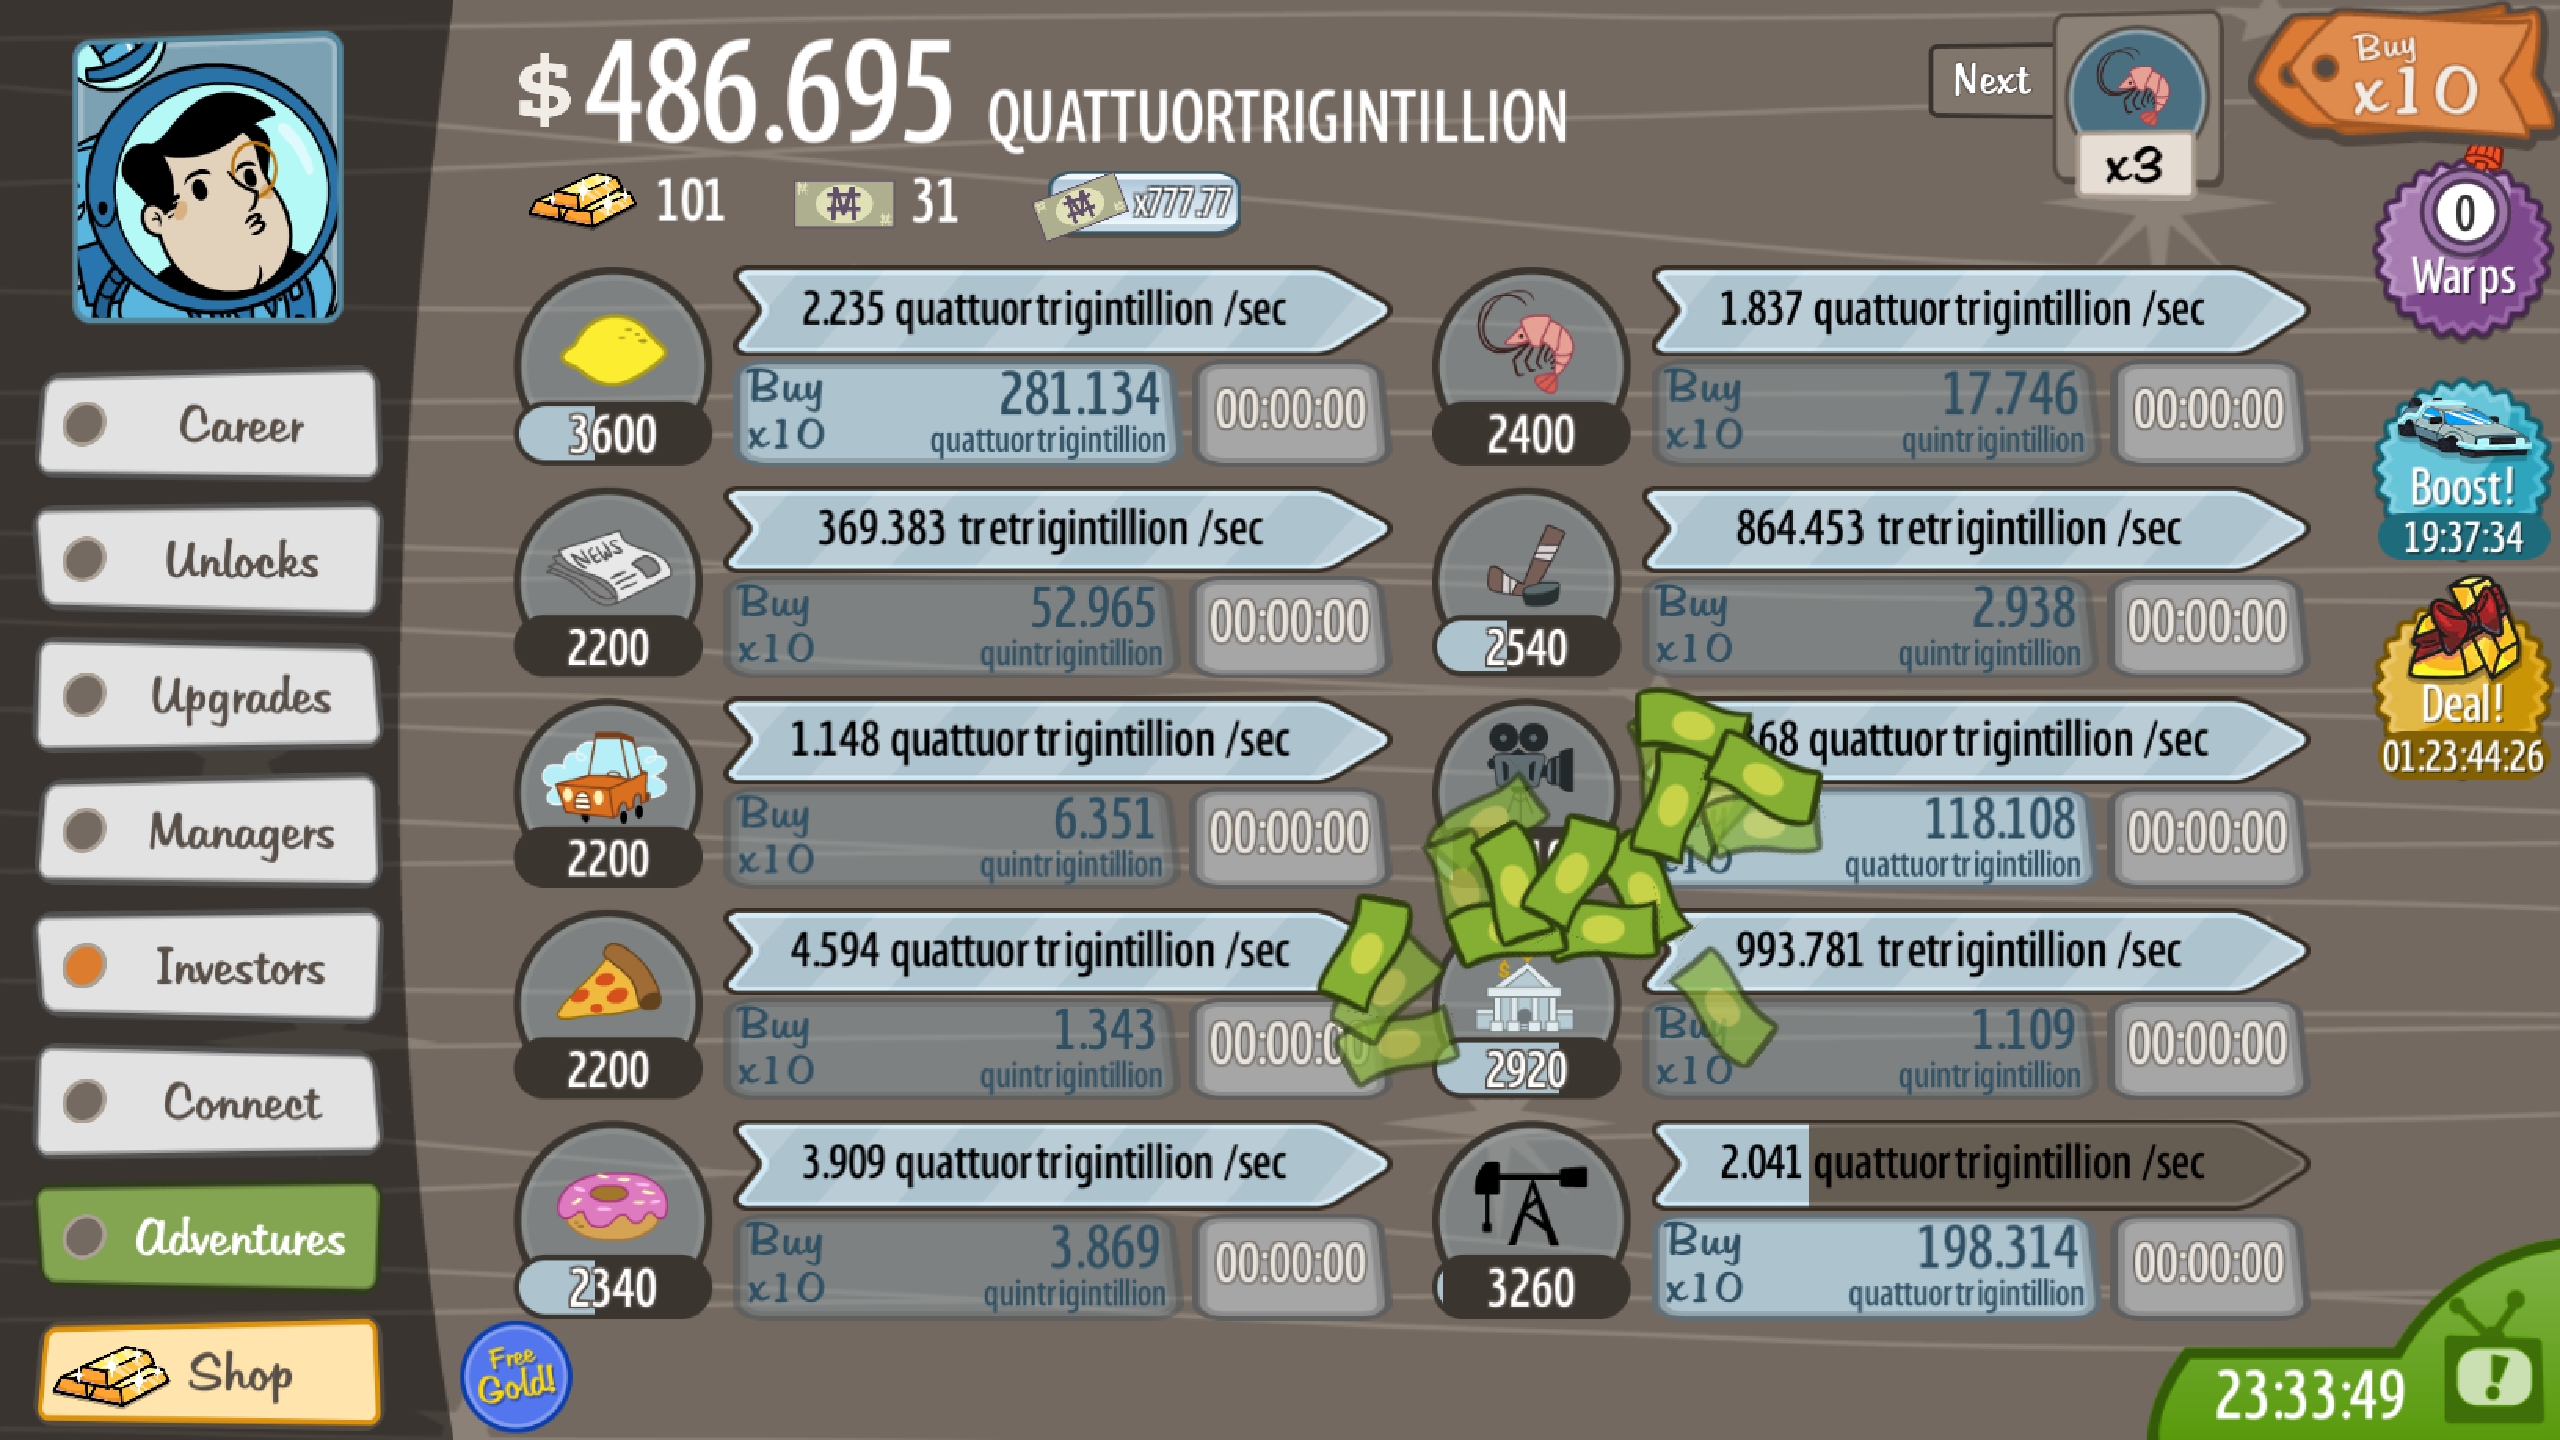 $486.695 QUATTUORTRIGINTILLION
Next
x3
Buy
x10
101
31
x777.77
0
Warps
2.235 quattuortrigintillion /sec
3600
Buy
x10
281.134
quattuortrigintillion
00:00:00
1.837 quattuortrigintillion /sec
2400
Buy
x10
17.746
quintrigintillion
00:00:00
Boost!
19:37:34
NEWS
369.383 tretrigintillion /sec
2200
Buy
x10
52.965
quintrigintillion
00:00:00
864.453 tretrigintillion /sec
2540
Buy
x10
2.938
quintrigintillion
00:00:00
Deal!
01:23:44:26
1.148 quattuortrigintillion /sec
2200
Buy
x10
6.351
quintrigintillion
00:00:00
68 quattuortrigintillion /sec
118.108
quattuortrigintillion
00:00:00
4.594 quattuortrigintillion /sec
2200
Buy
x10
1.343
quintrigintillion
00:00:0
993.781 tretrigintillion /sec
2920
Buy
x10
1.109
quintrigintillion
00:00:00
3.909 quattuortrigintillion /sec
2340
Buy
x10
3.869
quintrigintillion
00:00:00
2.041 quattuortrigintillion /sec
3260
Buy
x10
198.314
quattuortrigintillion
00:00:00
Career
Unlocks
Upgrades
Managers
Investors
Connect
Adventures
Shop
Free
Gold!
23:33:49